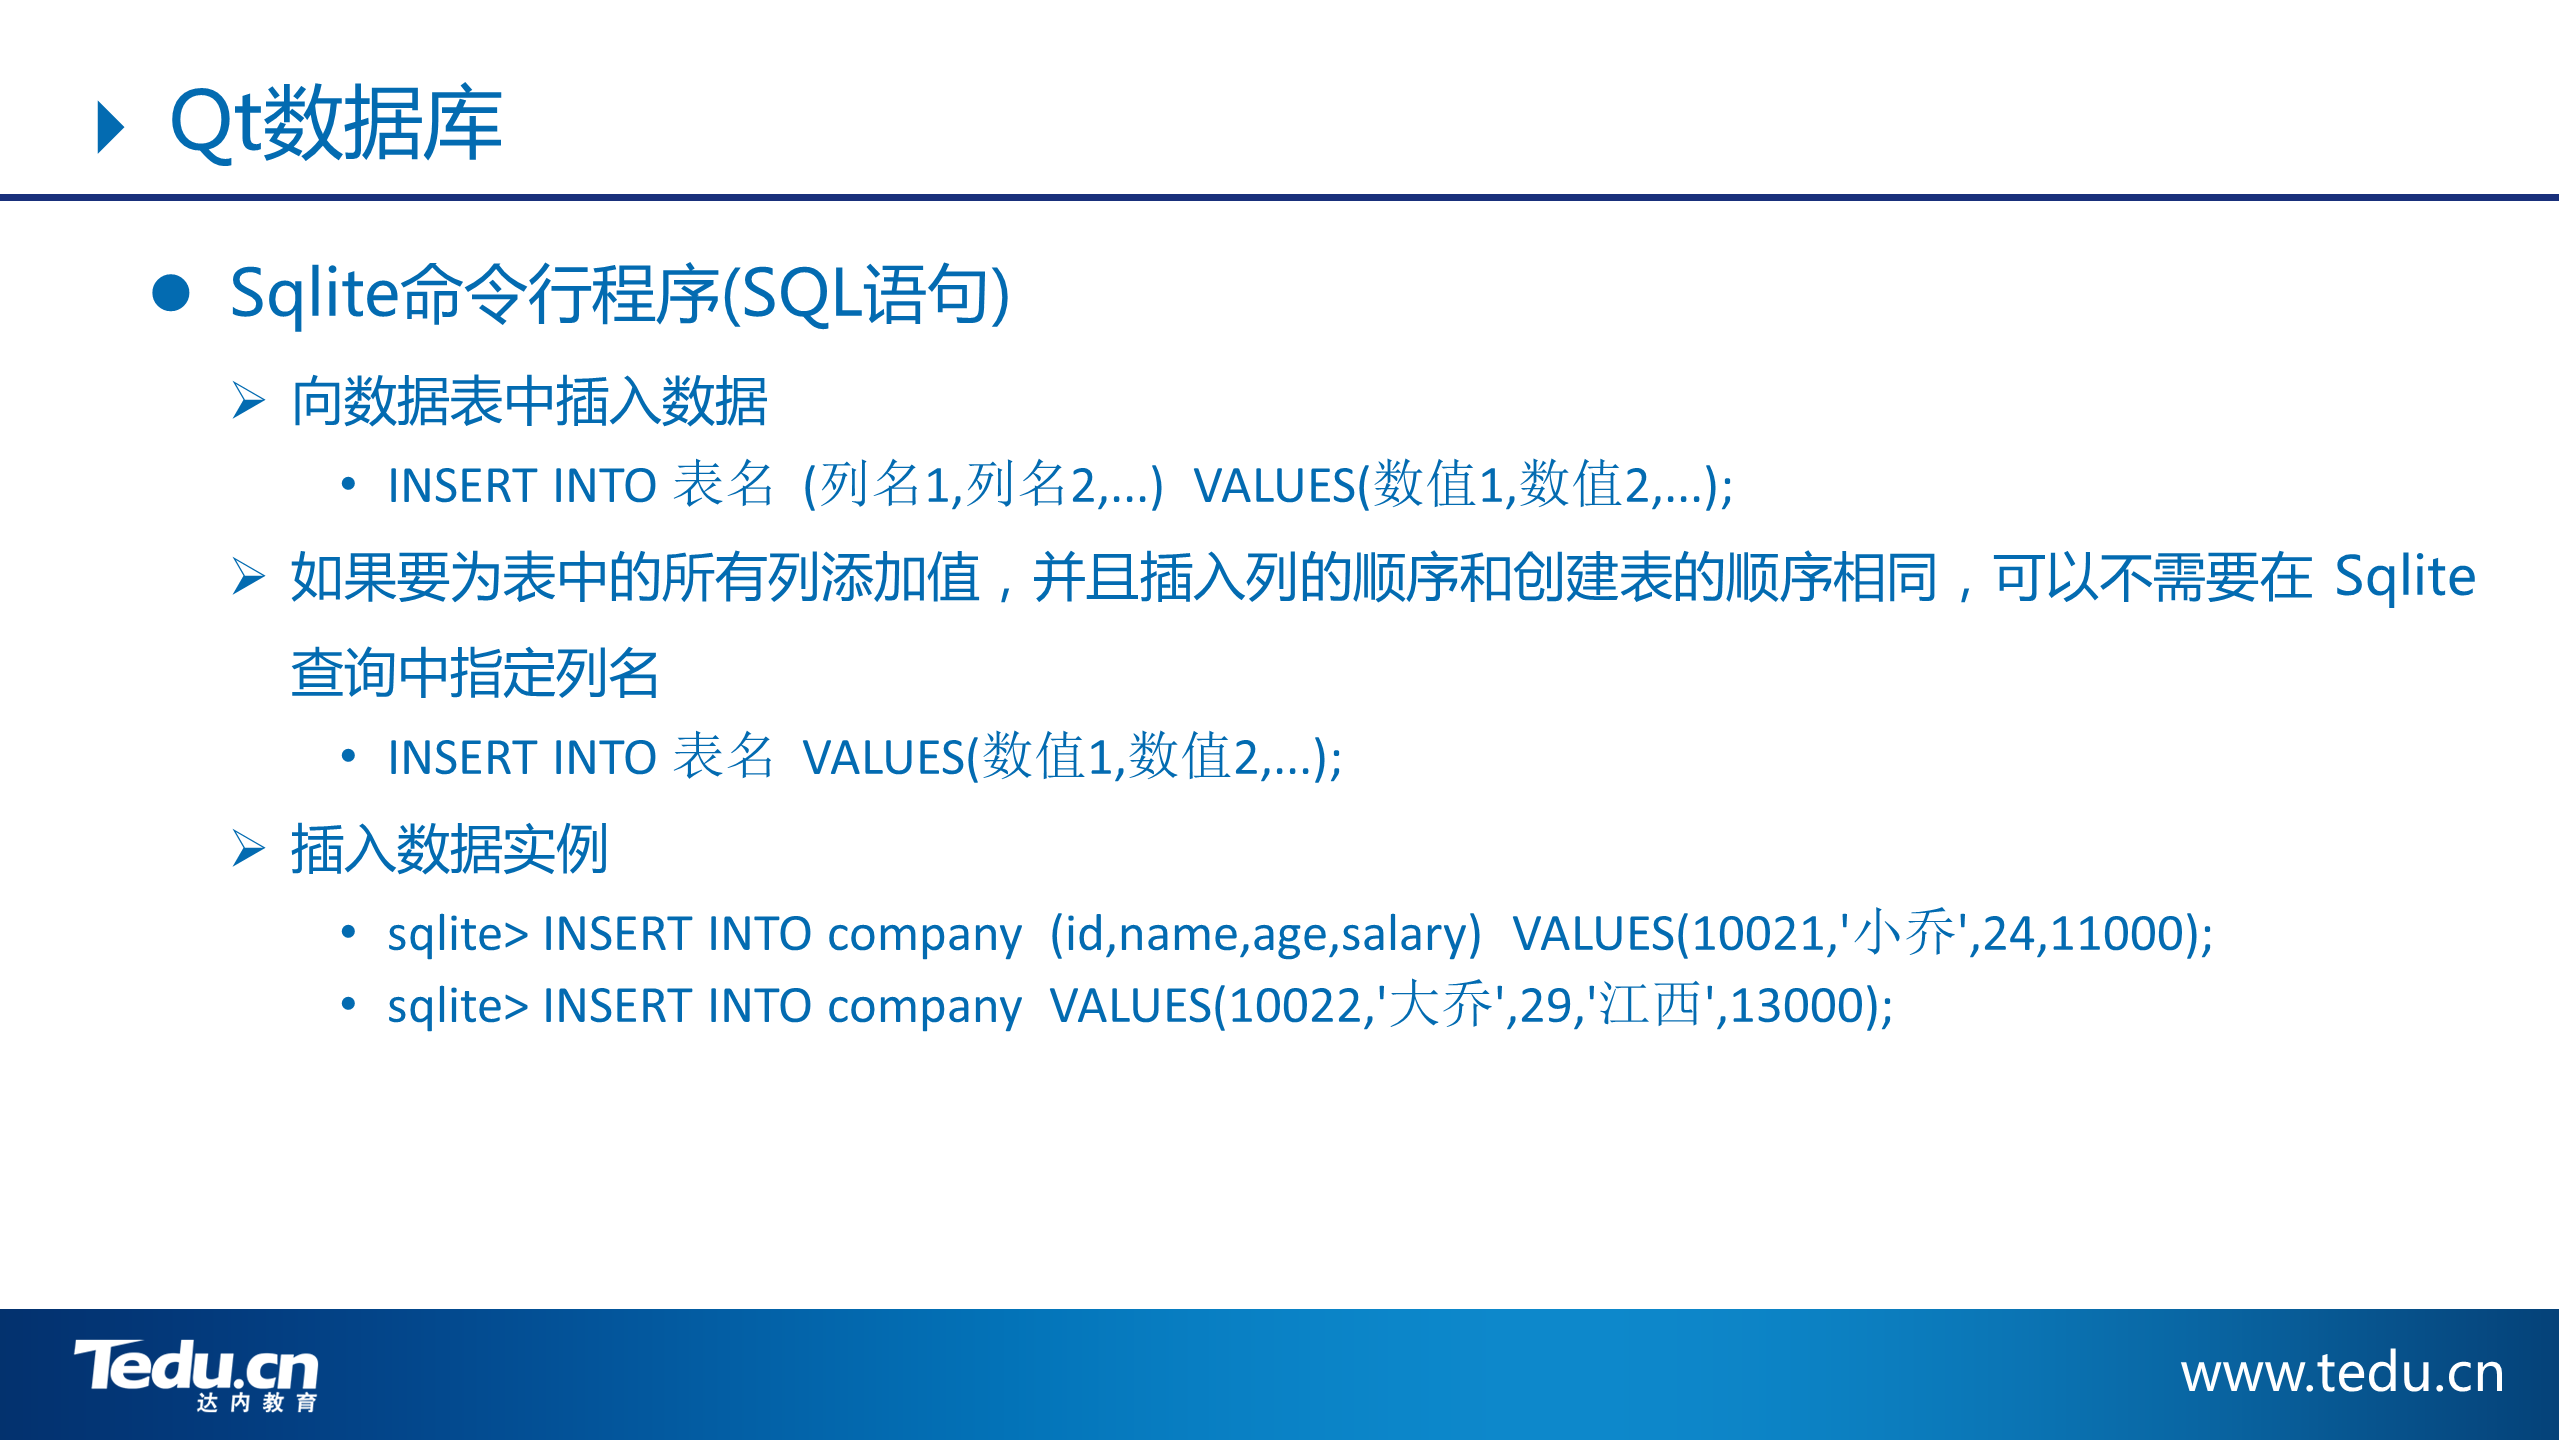 Qt数据库
Sqlite命令行程序(SQL语句)
向数据表中插入数据
INSERT INTO 表名 (列名1,列名2,...) VALUES(数值1,数值2,...);
如果要为表中的所有列添加值，并且插入列的顺序和创建表的顺序相同，可以不需要在 Sqlite
查询中指定列名
INSERT INTO 表名 VALUES(数值1,数值2,...);
插入数据实例
sqlite> INSERT INTO company (id,name,age,salary) VALUES(10021,'小乔',24,11000);
sqlite> INSERT INTO company VALUES(10022,'大乔',29,'江西',13000);
Tedu.cn
达内教育
www.tedu.cn